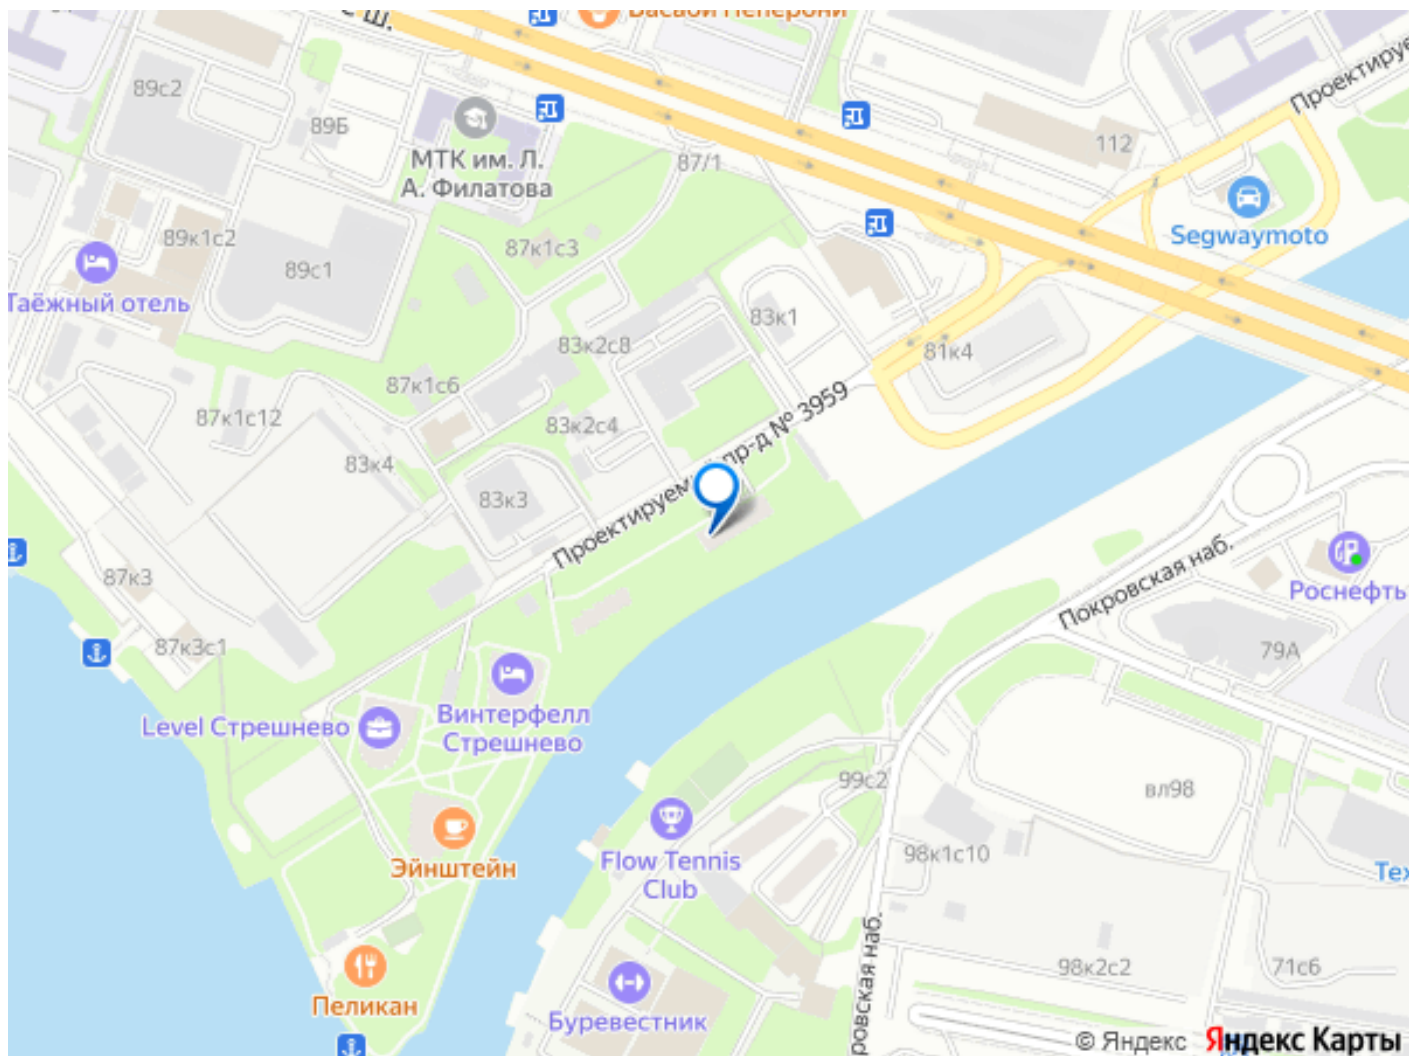 с ш.
Васаби Пеперони
89с2
89Б
МТК им. Л.
А. Филатова
87/1
112
Проектируе
Segwaymoto
89к1с2
87к1с3
89с1
Таёжный отель
83к1
83к2с8
81к4
87к1с6
87к1с12
83к2с4
Проектируем пр-д № 3959
83к4
83к3
87к3
Покровская наб.
Роснефть
87к3с1
79А
Level Стрешнево
Винтерфелл
Стрешнево
99с2
вл98
Эйнштейн
Flow Tennis
Club
98к1с10
Тех
98к2с2
71с6
Пеликан
Буревестник
ровская наб.
© Яндекс Яндекс Карты